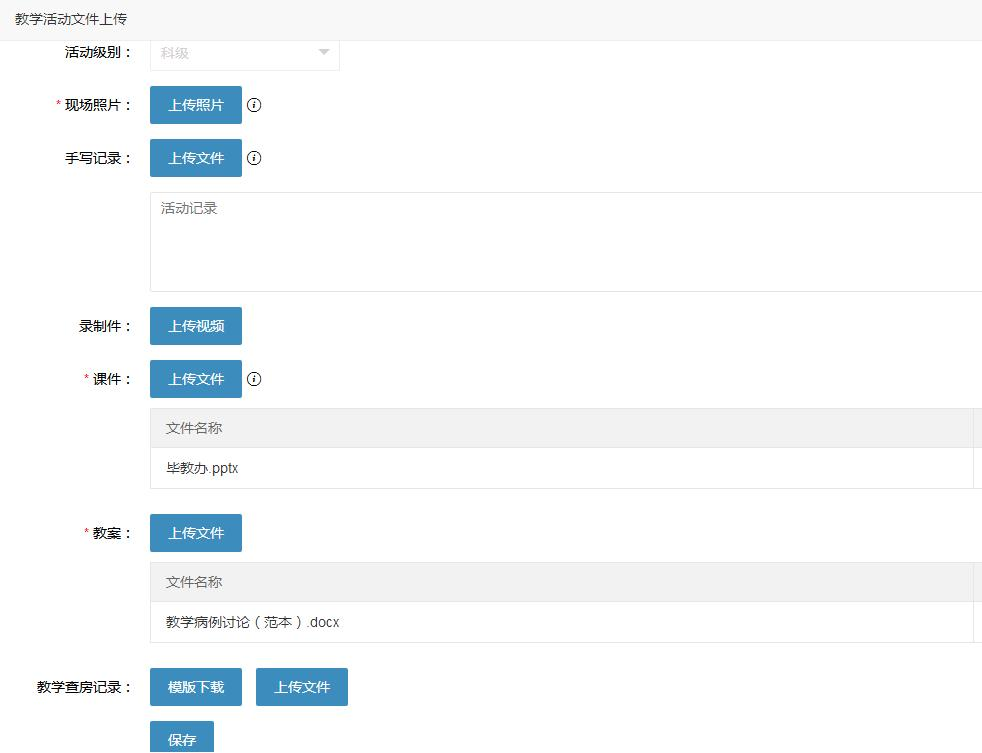 教学活动文件上传
活动级别： 科级
* 现场照片： 上传照片
手写记录： 上传文件
活动记录
录制件： 上传视频
* 课件： 上传文件
文件名称
毕教办.pptx
* 教案： 上传文件
文件名称
教学病例讨论（范本）.docx
教学查房记录： 模版下载 上传文件
保存